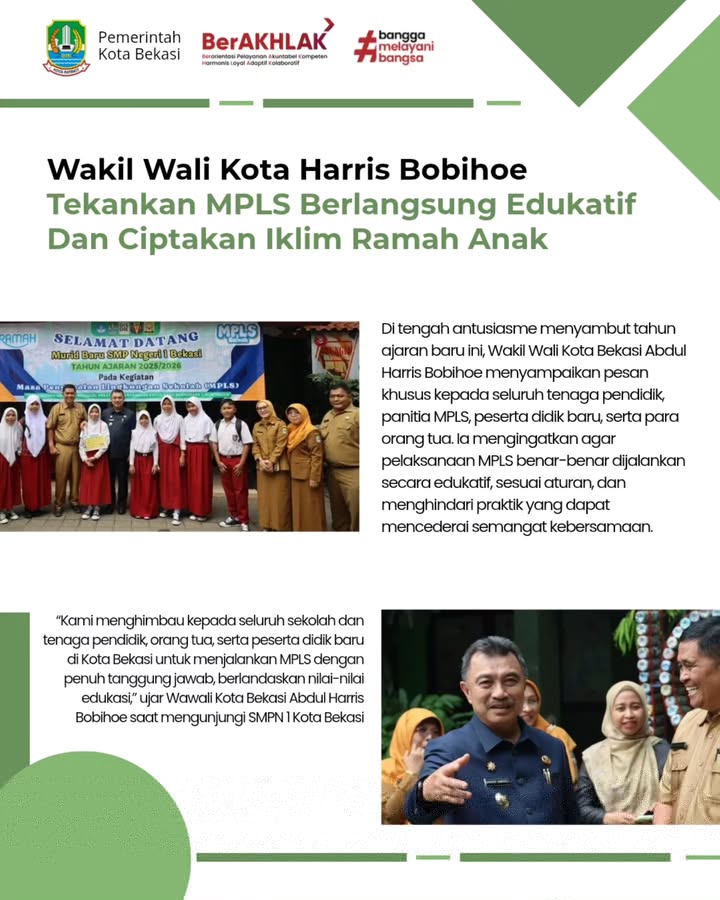 Pemerintah
Kota Bekasi
BerAKHLAK
Berorientasi Pelayanan Akuntabel Kompeten
Harmonis Loyal Adaptif Kolaboratif
#bangga
melayani
bangsa
Wakil Wali Kota Harris Bobihoe
Tekankan MPLS Berlangsung Edukatif
Dan Ciptakan Iklim Ramah Anak
RAMAH
SELAMAT DATANG
MPLS
Murid Baru SMP Negeri 1 Bekasi
TAHUN AJARAN 2025/2026
Pada Kegiatan
Masa Pengenalan Lingkungan Sekolah (MPLS)
Di tengah antusiasme menyambut tahun
ajaran baru ini, Wakil Wali Kota Bekasi Abdul
Harris Bobihoe menyampaikan pesan
khusus kepada seluruh tenaga pendidik,
panitia MPLS, peserta didik baru, serta para
orang tua. Ia mengingatkan agar
pelaksanaan MPLS benar-benar dijalankan
secara edukatif, sesuai aturan, dan
menghindari praktik yang dapat
mencederai semangat kebersamaan.
“Kami menghimbau kepada seluruh sekolah dan
tenaga pendidik, orang tua, serta peserta didik baru
di Kota Bekasi untuk menjalankan MPLS dengan
penuh tanggung jawab, berlandaskan nilai-nilai
edukasi,” ujar Wawali Kota Bekasi Abdul Harris
Bobihoe saat mengunjungi SMPN 1 Kota Bekasi